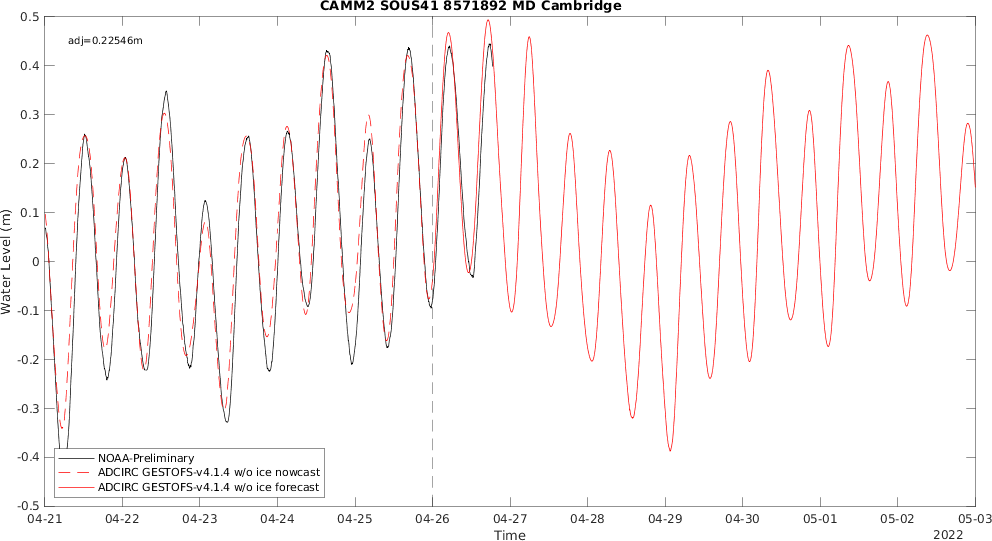 CAMM2 SOUS41 8571892 MD Cambridge
adj=0.22546m
0.5
0.4
0.3
0.2
0.1
0
-0.1
-0.2
-0.3
-0.4
-0.5
Water Level (m)
NOAA-Preliminary
ADCIRC GESTOFS-v4.1.4 w/o ice nowcast
ADCIRC GESTOFS-v4.1.4 w/o ice forecast
04-21 04-22 04-23 04-24 04-25 04-26 04-27 04-28 04-29 04-30 05-01 05-02 05-03
Time
2022